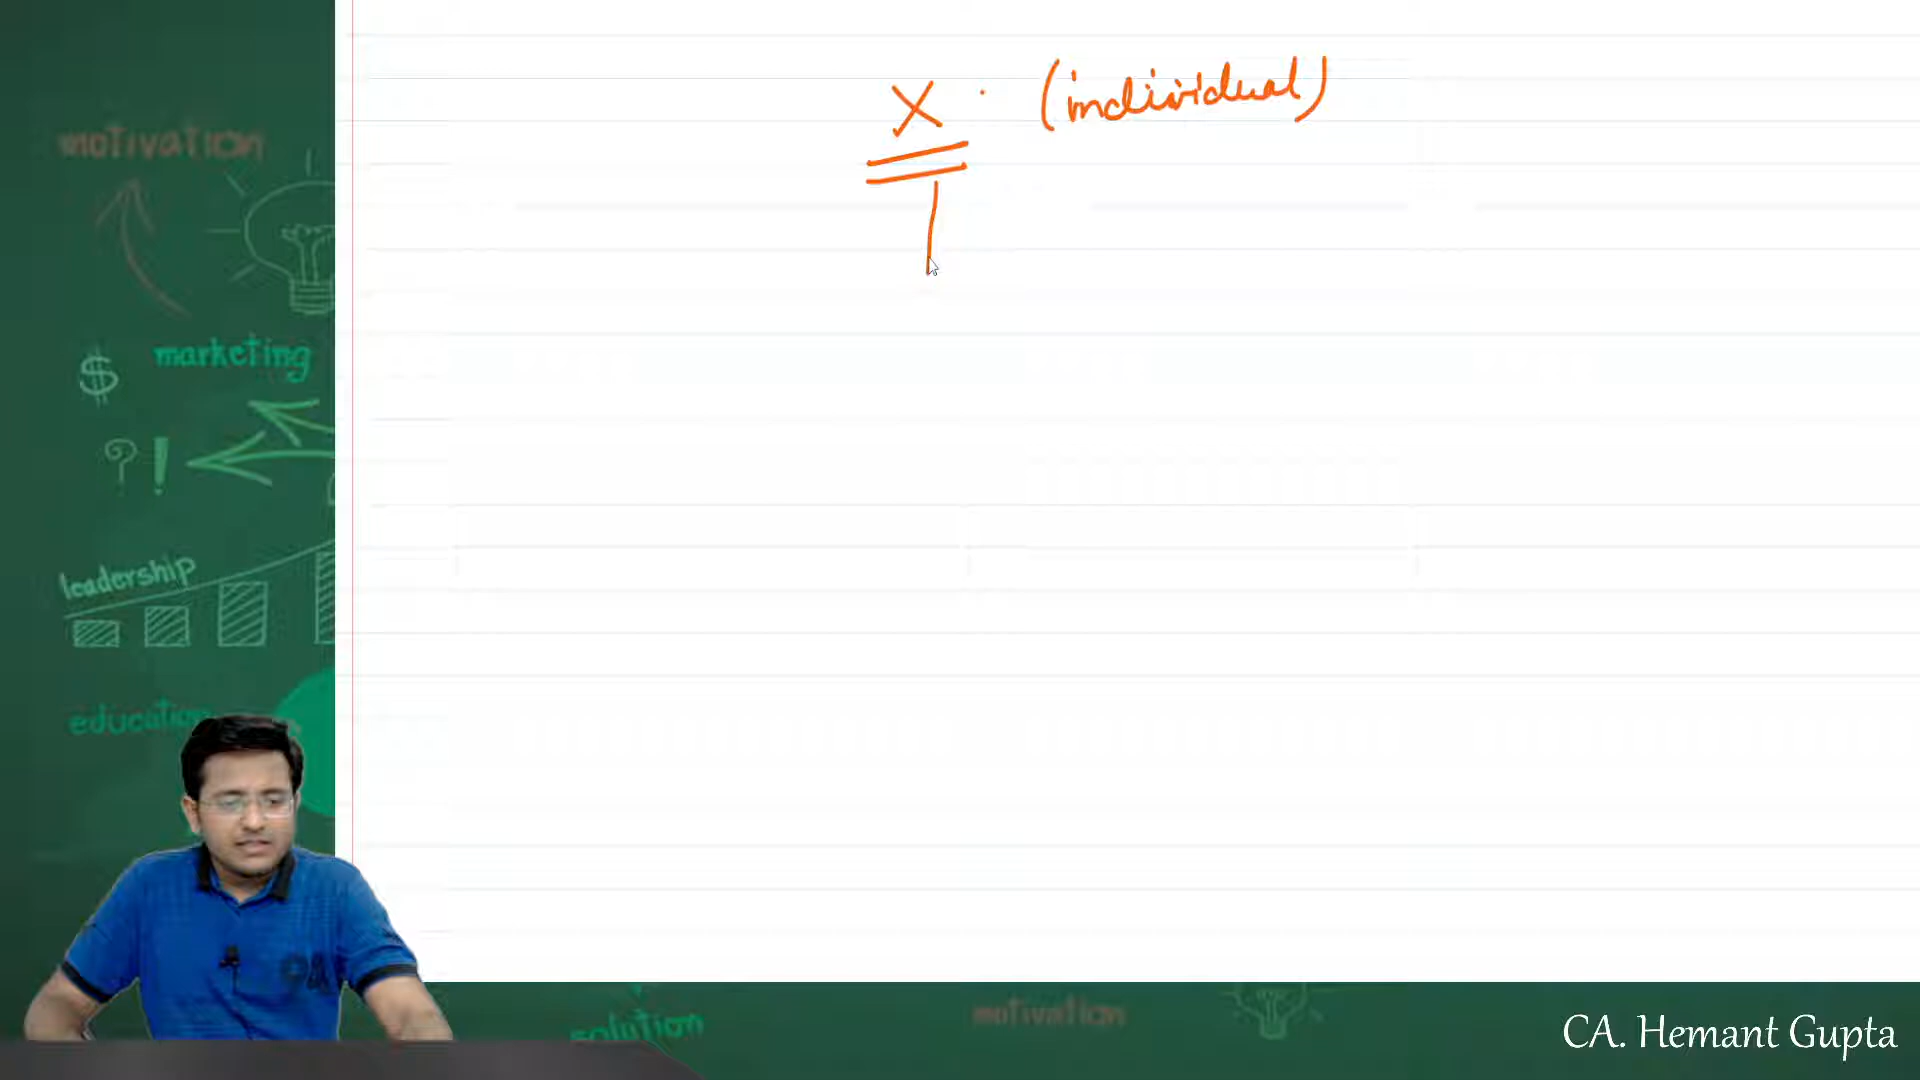 X (individual)
motivation
$ marketing
? !
leadership
education
solution
motivation
CA. Hemant Gupta